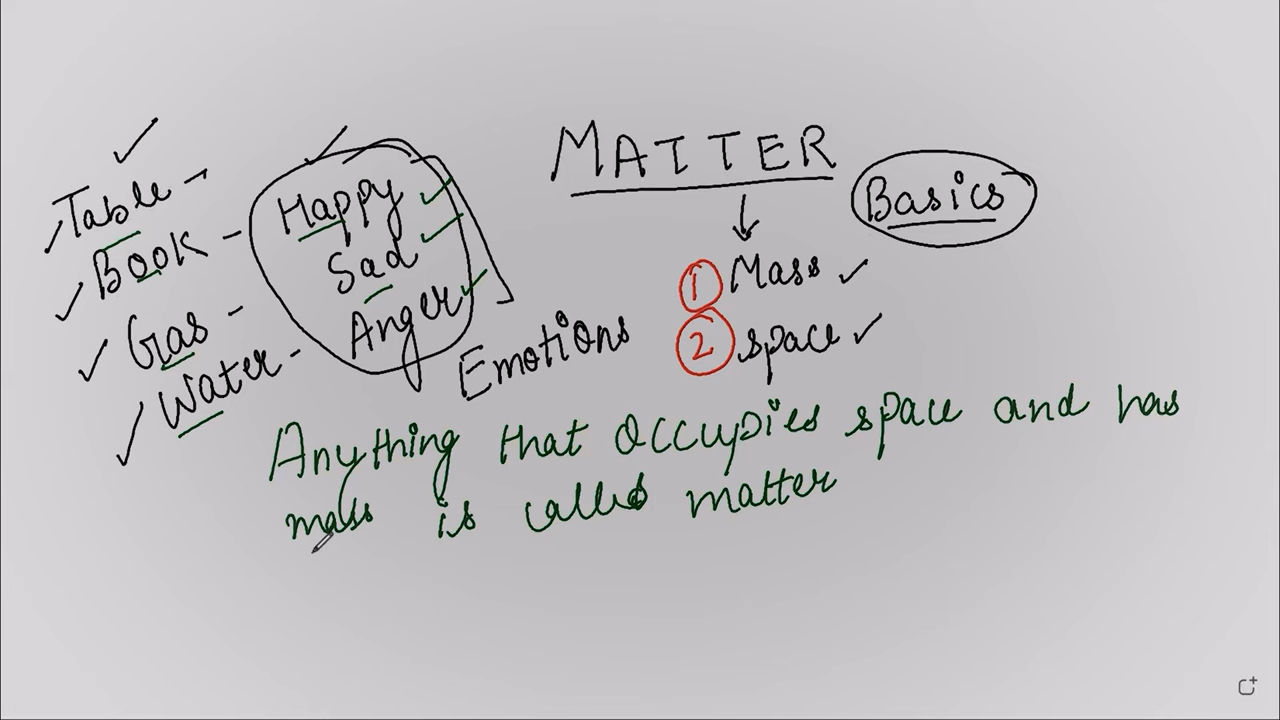 MATTER
Basics
Table -
Book -
Gas -
Water -
Happy
Sad
Anger
Emotions
1 Mass
2 space
Anything that occupies space and has
mass is called matter